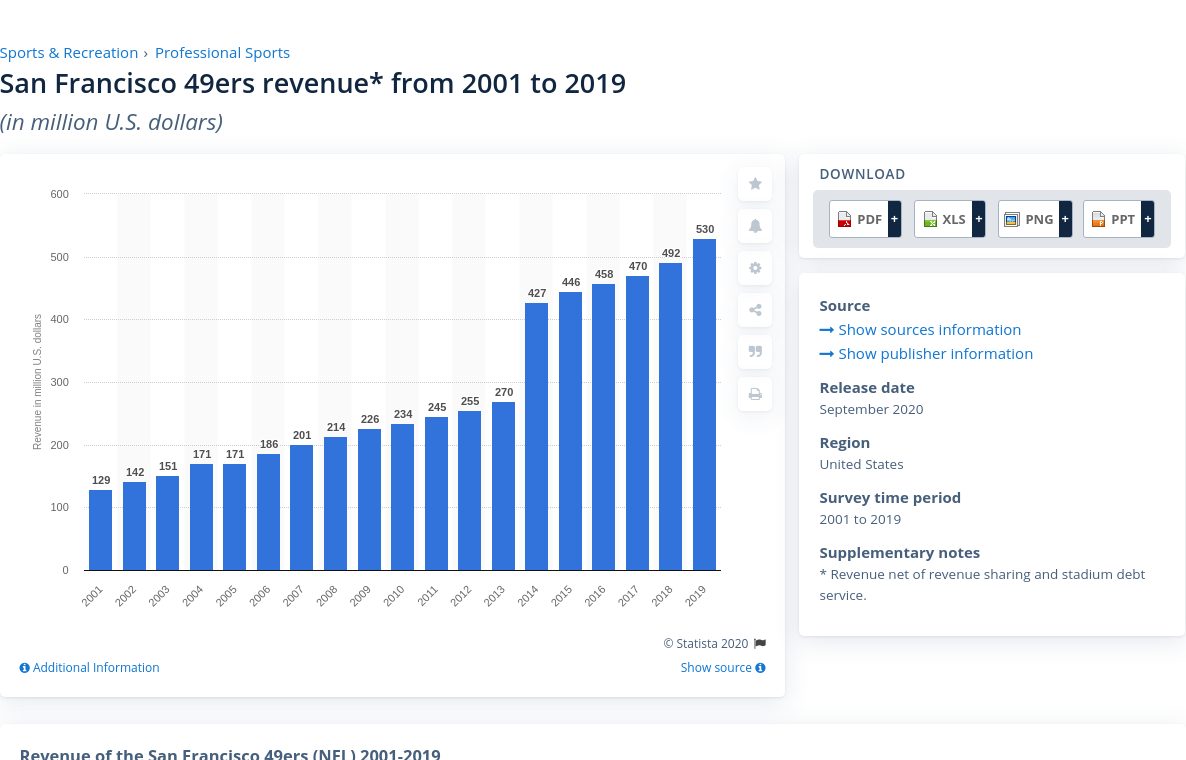 Sports & Recreation › Professional Sports
San Francisco 49ers revenue* from 2001 to 2019
(in million U.S. dollars)
600
500
400
300
200
100
0
Revenue in million U.S. dollars
129
142
151
171
171
186
201
214
226
234
245
255
270
427
446
458
470
492
530
2001
2002
2003
2004
2005
2006
2007
2008
2009
2010
2011
2012
2013
2014
2015
2016
2017
2018
2019
© Statista 2020
Additional Information
Show source
DOWNLOAD
PDF + XLS + PNG + PPT +
Source
Show sources information
Show publisher information
Release date
September 2020
Region
United States
Survey time period
2001 to 2019
Supplementary notes
* Revenue net of revenue sharing and stadium debt
service.
Revenue of the San Francisco 49ers (NFL) 2001-2019